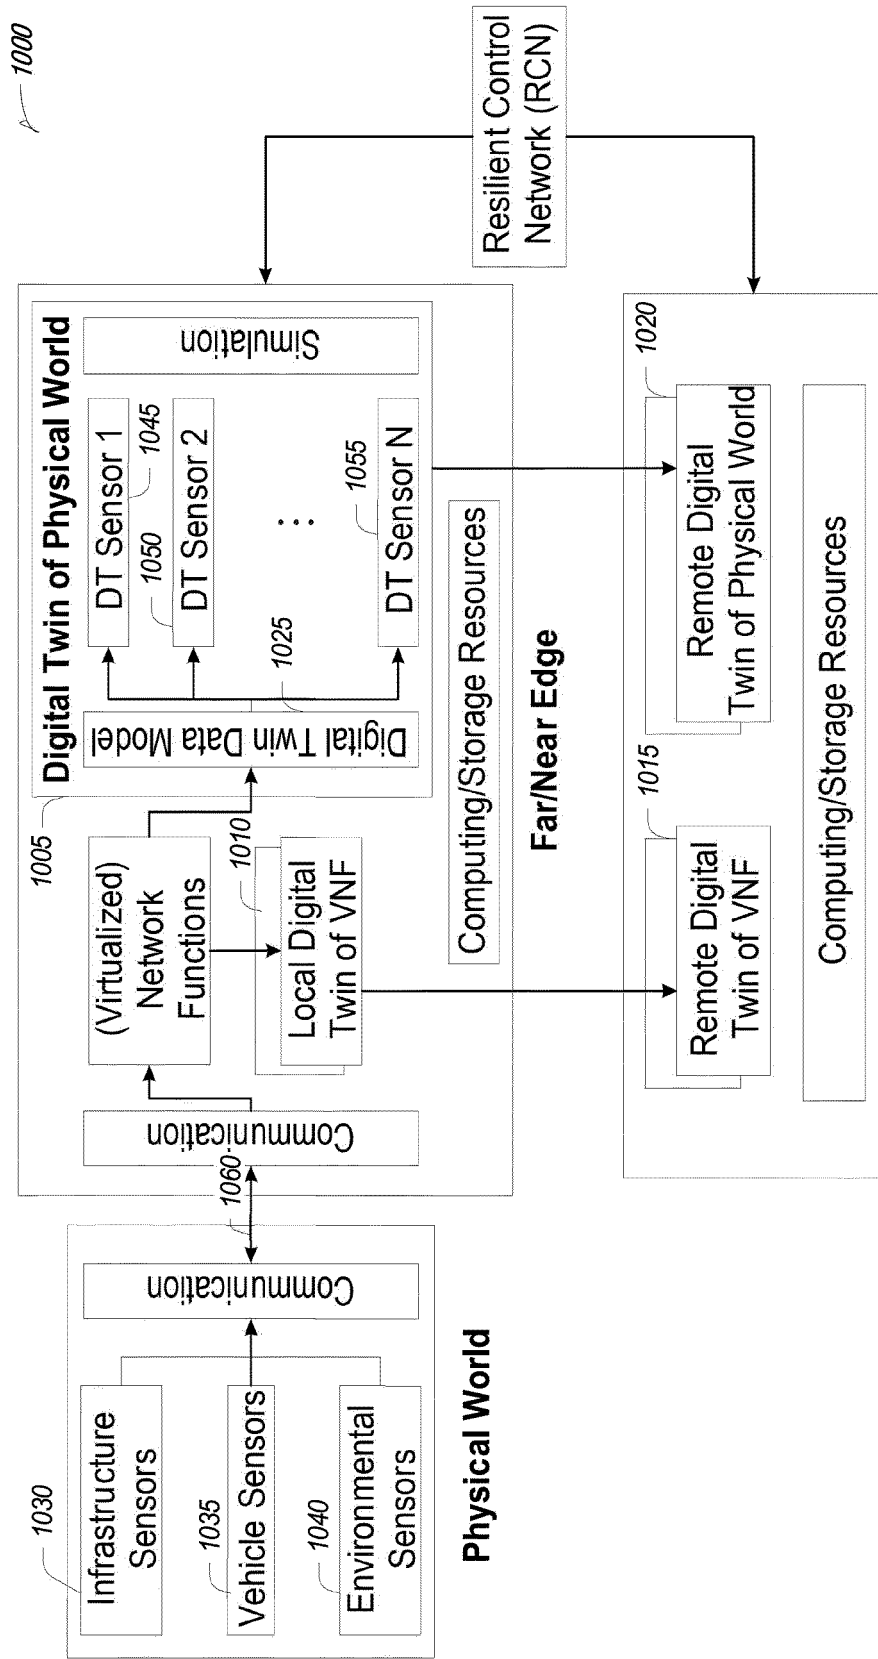 1000
Physical World
1030
Infrastructure
Sensors
1035
Vehicle Sensors
1040
Environmental
Sensors
Communication
1060
Far/Near Edge
Communication
(Virtualized)
Network
Functions
1010
Local Digital
Twin of VNF
Computing/Storage Resources
1005
Digital Twin of Physical World
Digital Twin Data Model
1025
DT Sensor 1
1045
1050
DT Sensor 2
...
1055
DT Sensor N
Simulation
Resilient Control
Network (RCN)
1015
Remote Digital
Twin of VNF
1020
Remote Digital
Twin of Physical World
Computing/Storage Resources